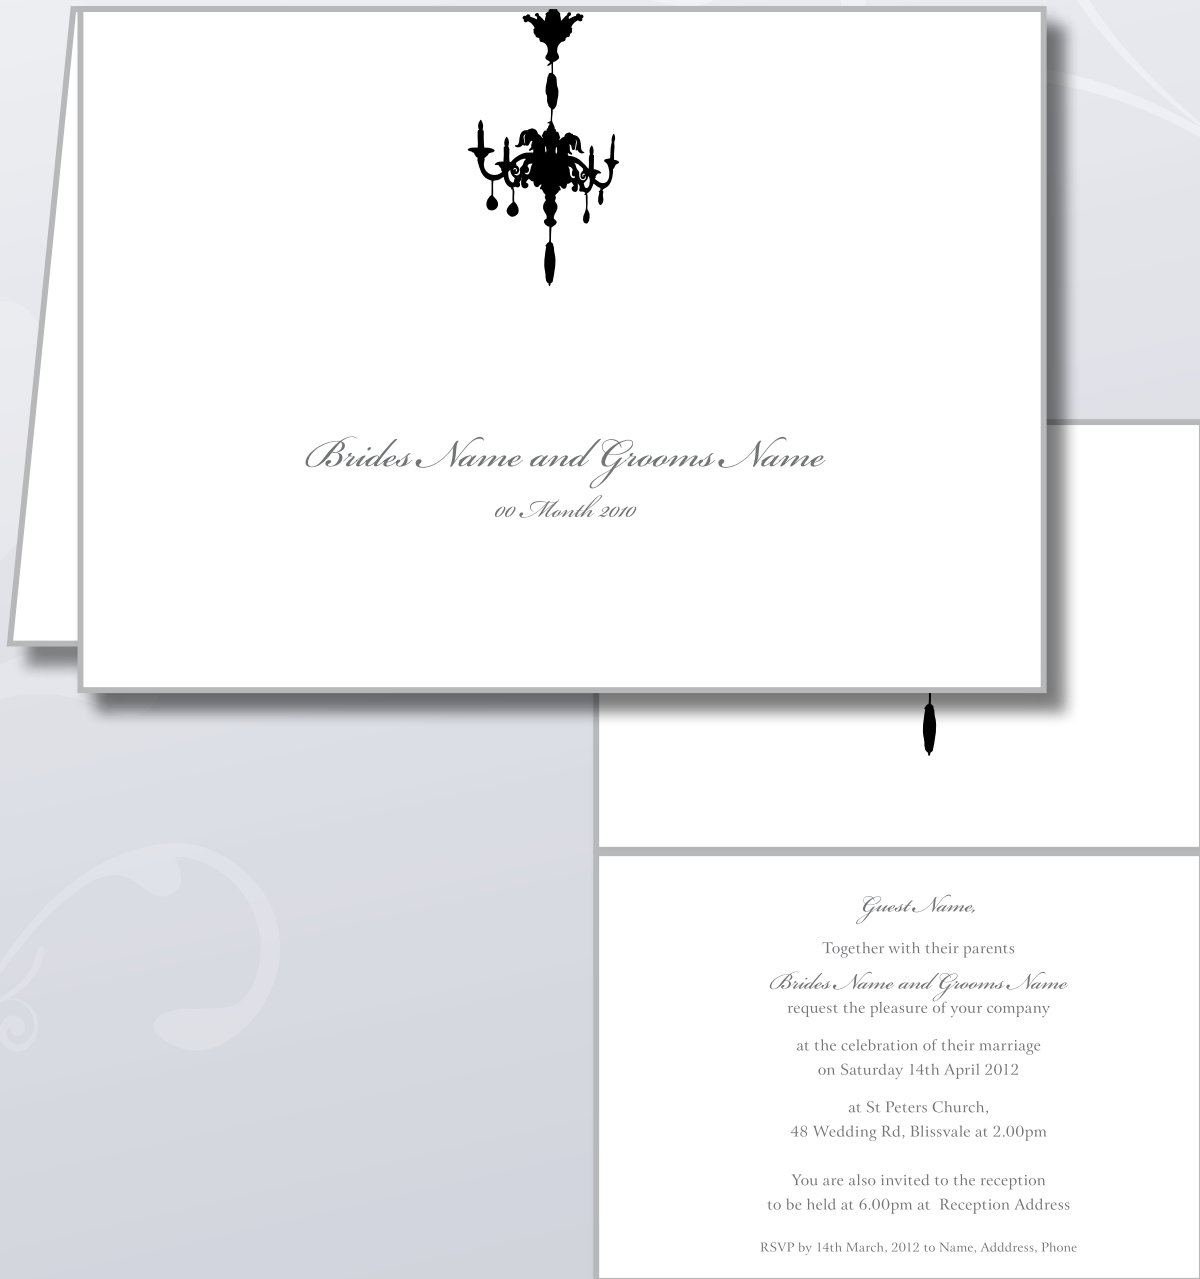 Brides Name and Grooms Name
00 Month 2010
Guest Name,
Together with their parents
Brides Name and Grooms Name
request the pleasure of your company
at the celebration of their marriage
on Saturday 14th April 2012
at St Peters Church,
48 Wedding Rd, Blissvale at 2.00pm
You are also invited to the reception
to be held at 6.00pm at  Reception Address
RSVP by 14th March, 2012 to Name, Adddress, Phone